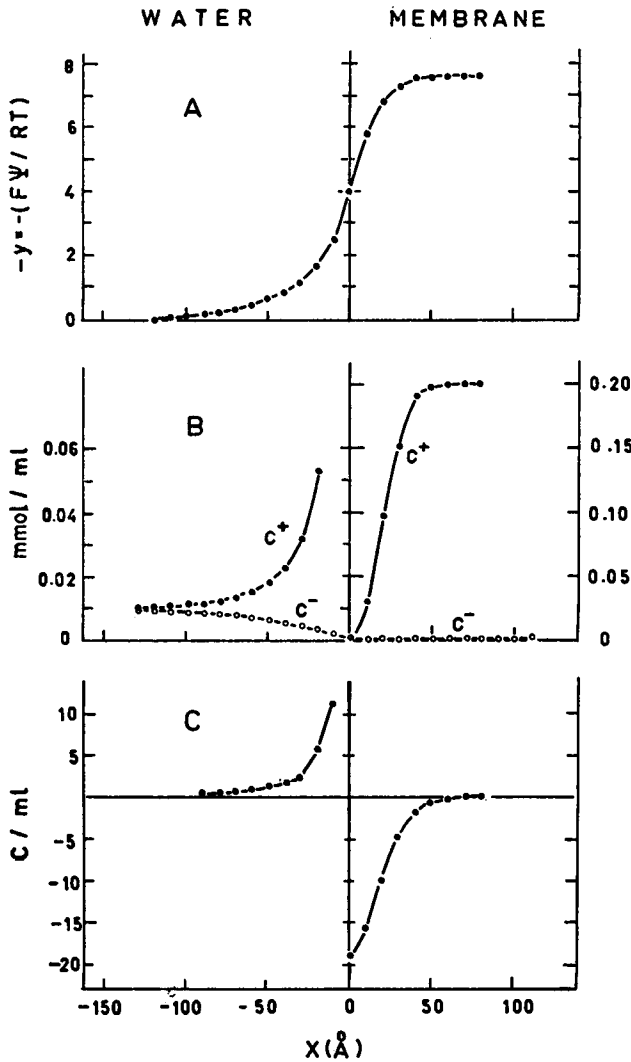 WATER MEMBRANE
A
-y = -(FΨ / RT)
8
6
4
2
0
B
mmol / ml
0.06
0.04
0.02
0.01
0
C⁺
C⁻
C⁺
C⁻
0.20
0.15
0.10
0.05
0
C
C / ml
10
5
-5
-10
-15
-20
-150 -100 -50 0 50 100
X(Å)